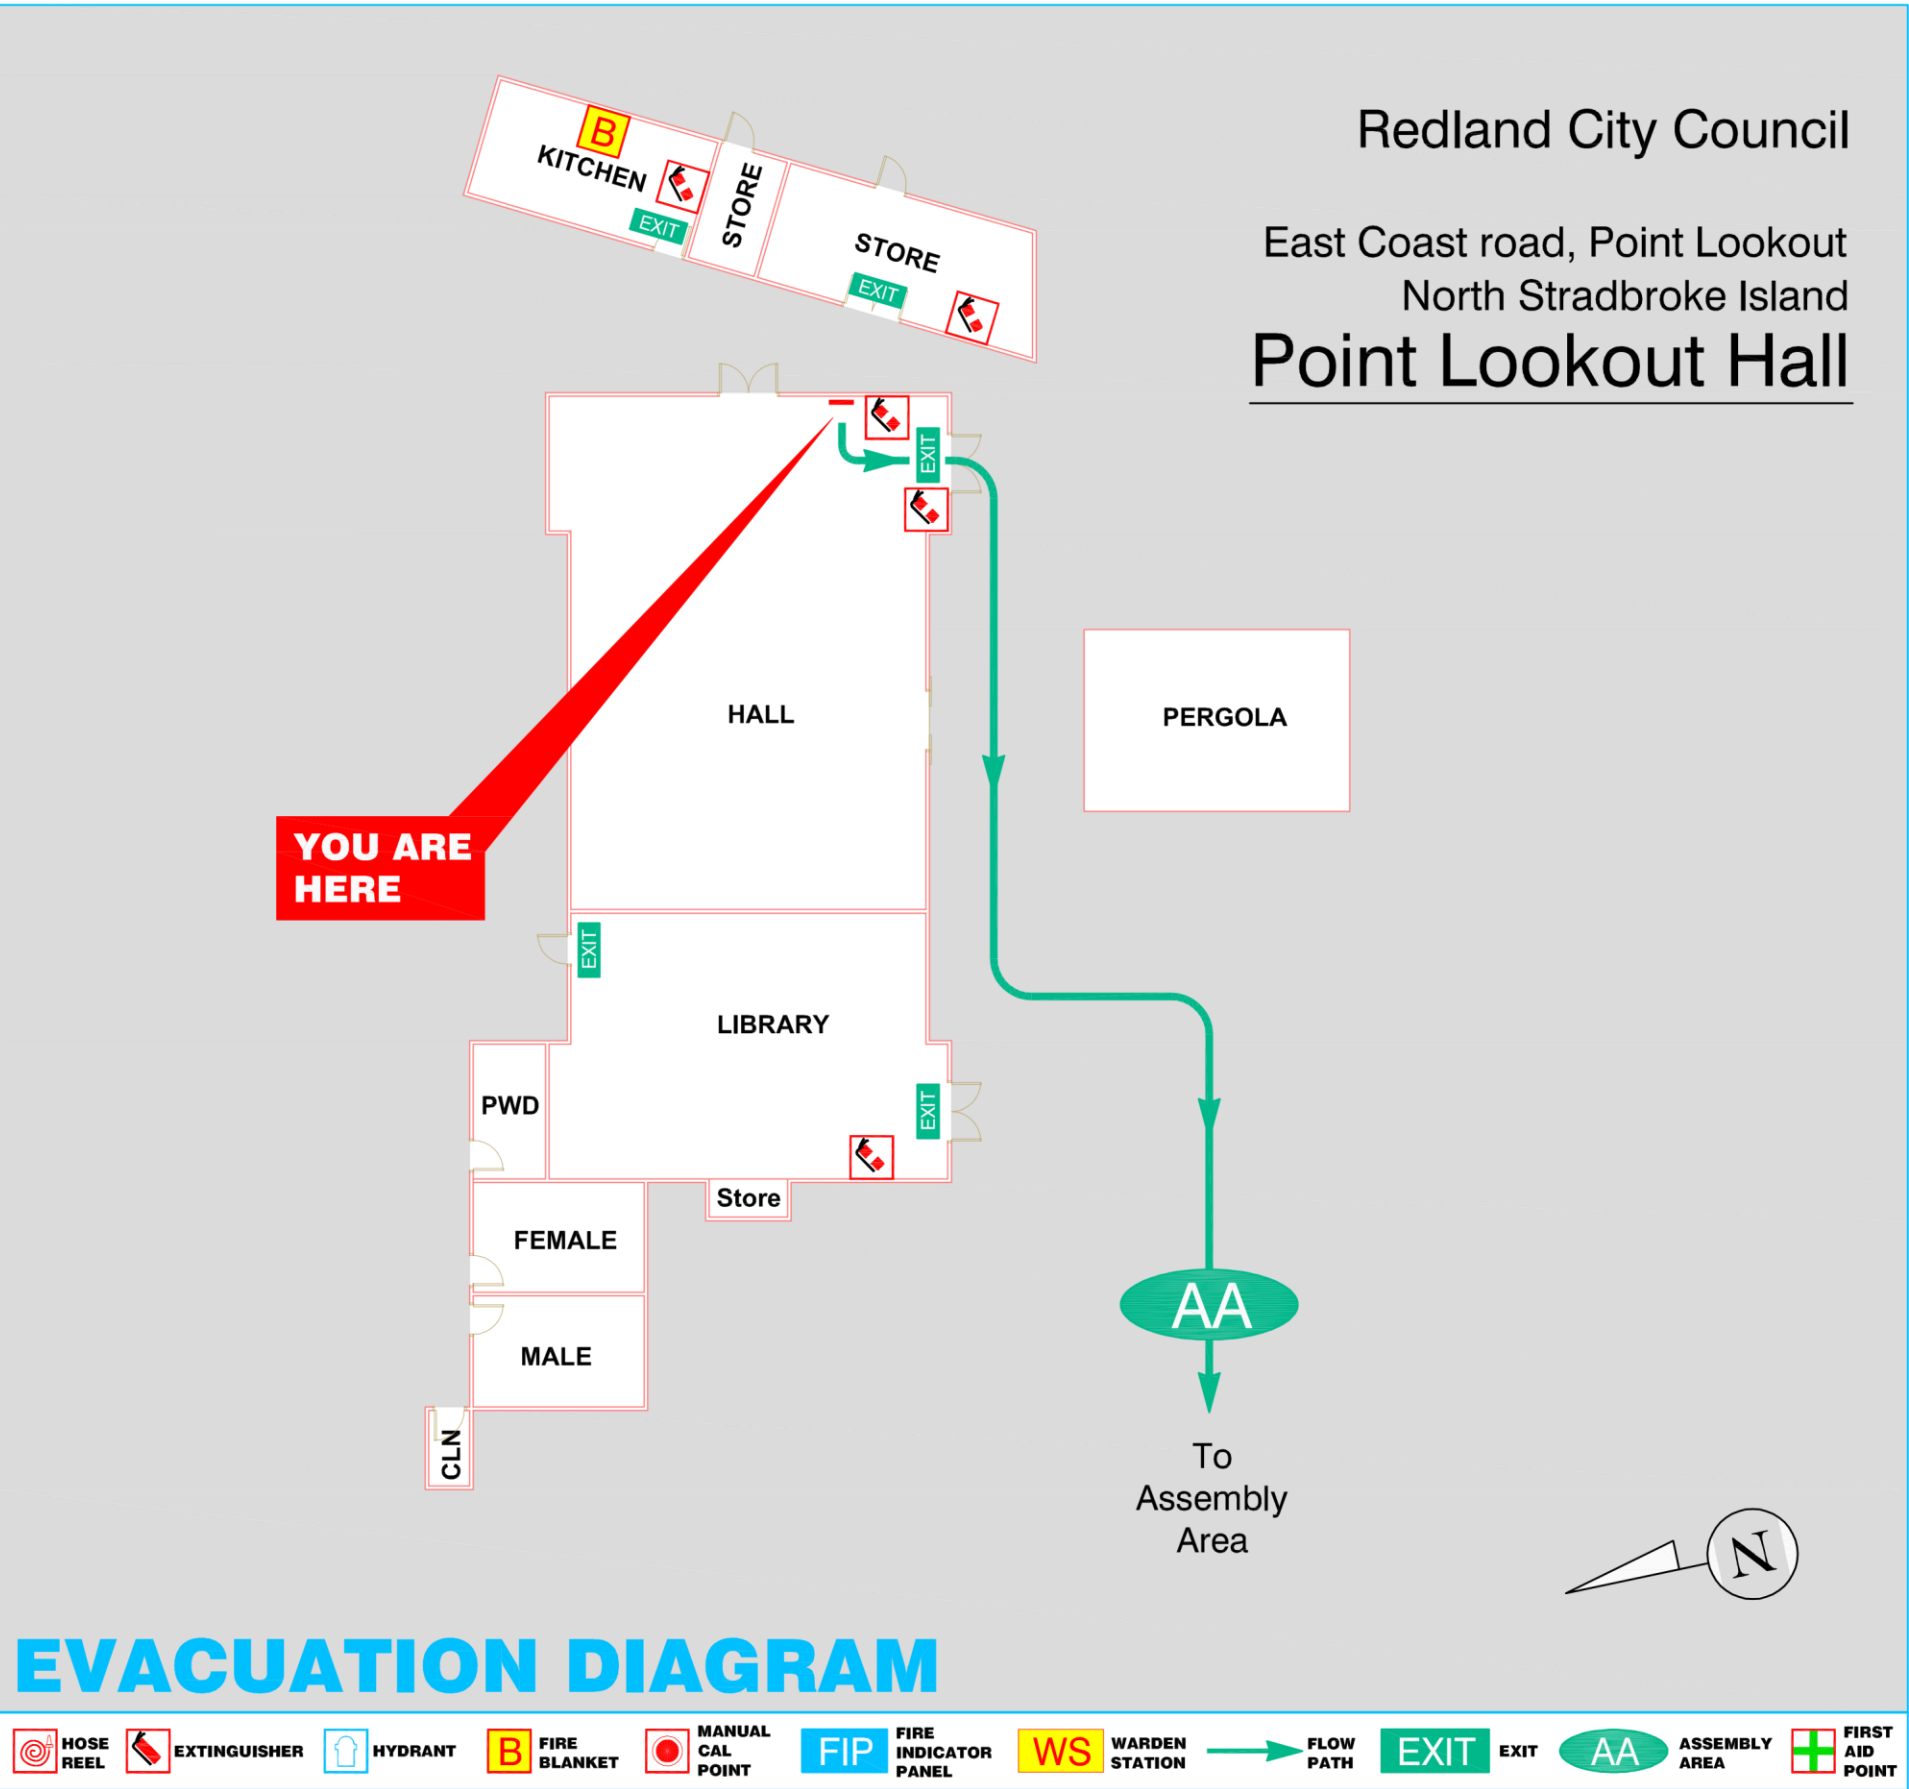 Redland City Council
East Coast road, Point Lookout
North Stradbroke Island
Point Lookout Hall
B
KITCHEN
EXIT
STORE
STORE
EXIT
EXIT
HALL
PERGOLA
YOU ARE
HERE
EXIT
LIBRARY
PWD
EXIT
Store
FEMALE
MALE
CLN
AA
To
Assembly
Area
N
EVACUATION DIAGRAM
HOSE
REEL
EXTINGUISHER
HYDRANT
B
FIRE
BLANKET
MANUAL
CAL
POINT
FIP
FIRE
INDICATOR
PANEL
WS
WARDEN
STATION
FLOW
PATH
EXIT
EXIT
AA
ASSEMBLY
AREA
FIRST
AID
POINT